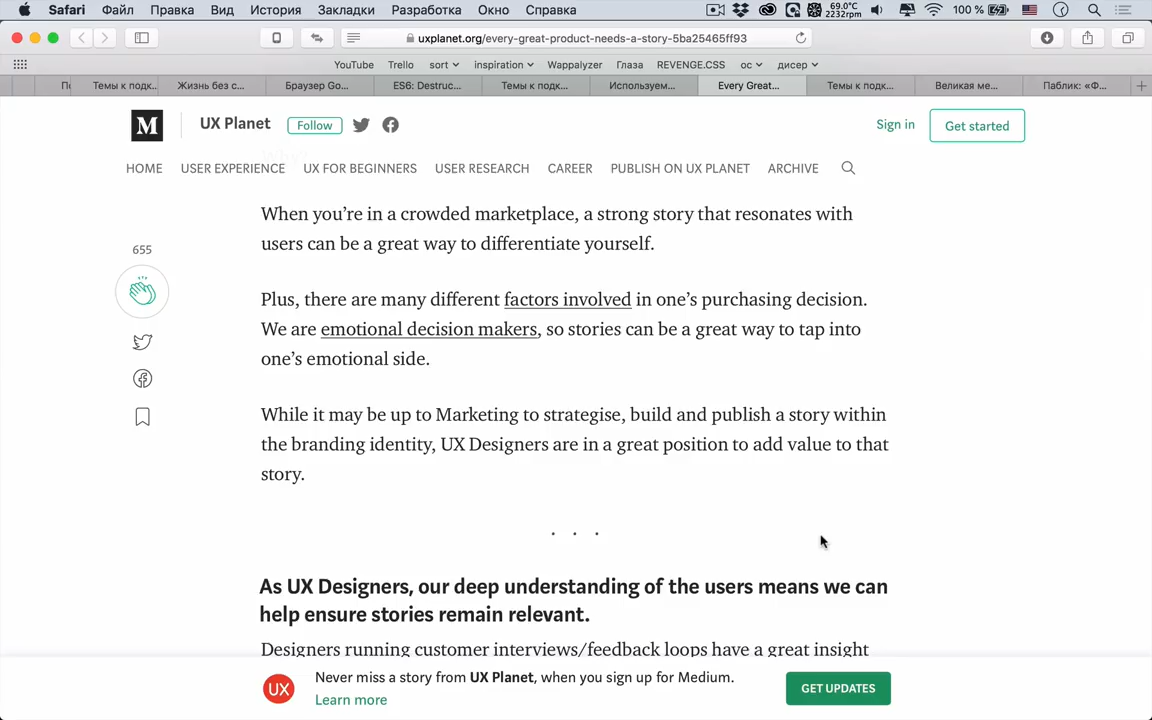 Safari Файл Правка Вид История Закладки Разработка Окно Справка 69.0°C 2232rpm 100 %
uxplanet.org/every-great-product-needs-a-story-5ba25465ff93
YouTube Trello sort inspiration Wappalyzer Глаза REVENGE.CSS ос дисер
Темы к подк... Жизнь без с... Браузер Go... ES6: Destruc... Темы к подк... Используем... Every Great... Темы к подк... Великая ме... Паблик: «Ф...
M UX Planet Follow Sign in Get started
HOME USER EXPERIENCE UX FOR BEGINNERS USER RESEARCH CAREER PUBLISH ON UX PLANET ARCHIVE
When you’re in a crowded marketplace, a strong story that resonates with
users can be a great way to differentiate yourself.
655
Plus, there are many different factors involved in one’s purchasing decision.
We are emotional decision makers, so stories can be a great way to tap into
one’s emotional side.
While it may be up to Marketing to strategise, build and publish a story within
the branding identity, UX Designers are in a great position to add value to that
story.
. . .
As UX Designers, our deep understanding of the users means we can
help ensure stories remain relevant.
Designers running customer interviews/feedback loops have a great insight
UX Never miss a story from UX Planet, when you sign up for Medium.
Learn more
GET UPDATES